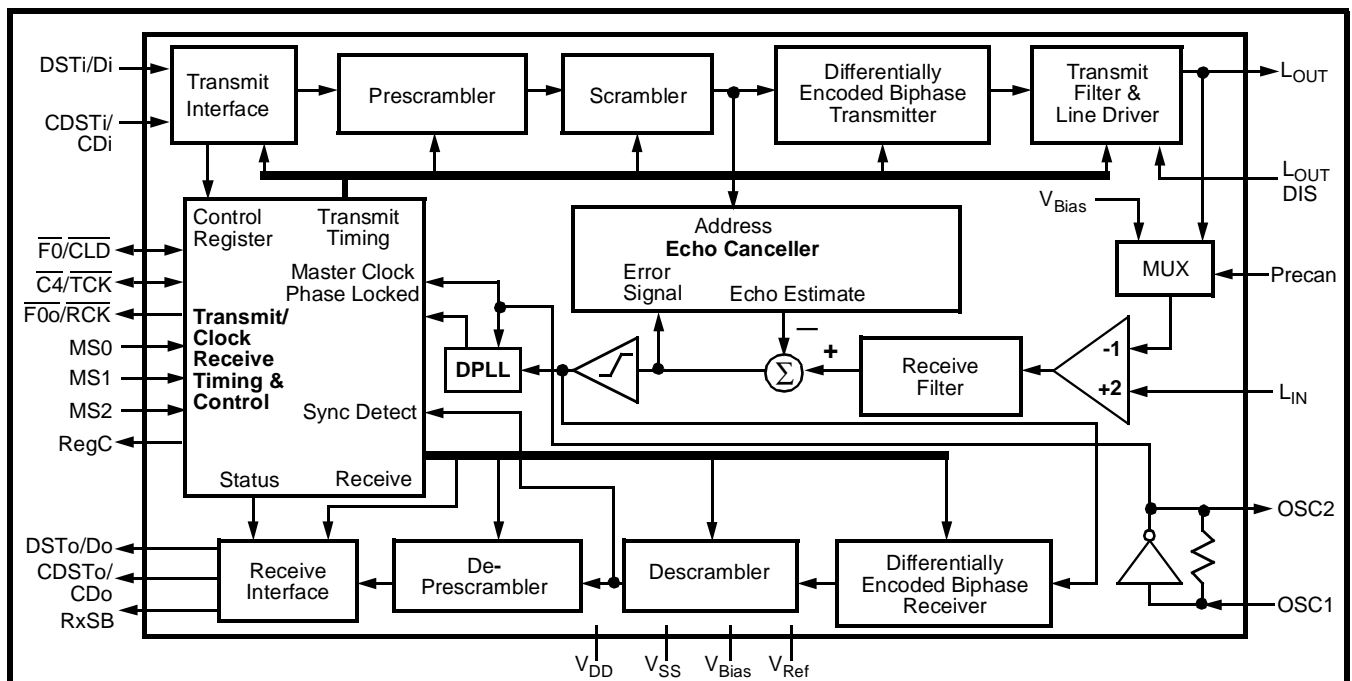 DSTi/Di
CDSTi/
CDi
F0/CLD
C4/TCK
F0o/RCK
MS0
MS1
MS2
RegC
DSTo/Do
CDSTo/
CDo
RxSB
Transmit
Interface
Prescrambler
Scrambler
Differentially
Encoded Biphase
Transmitter
Transmit
Filter &
Line Driver
LOUT
LOUT
DIS
Precan
LIN
OSC2
OSC1
Control
Register
Transmit
Timing
Master Clock
Phase Locked
Transmit/
Clock
Receive
Timing &
Control
Sync Detect
Status
Receive
DPLL
Address
Echo Canceller
Error
Signal
Echo Estimate
VBias
MUX
-1
+2
Receive
Filter
−
+
Σ
Receive
Interface
De-
Prescrambler
Descrambler
Differentially
Encoded Biphase
Receiver
VDD
VSS
VBias
VRef